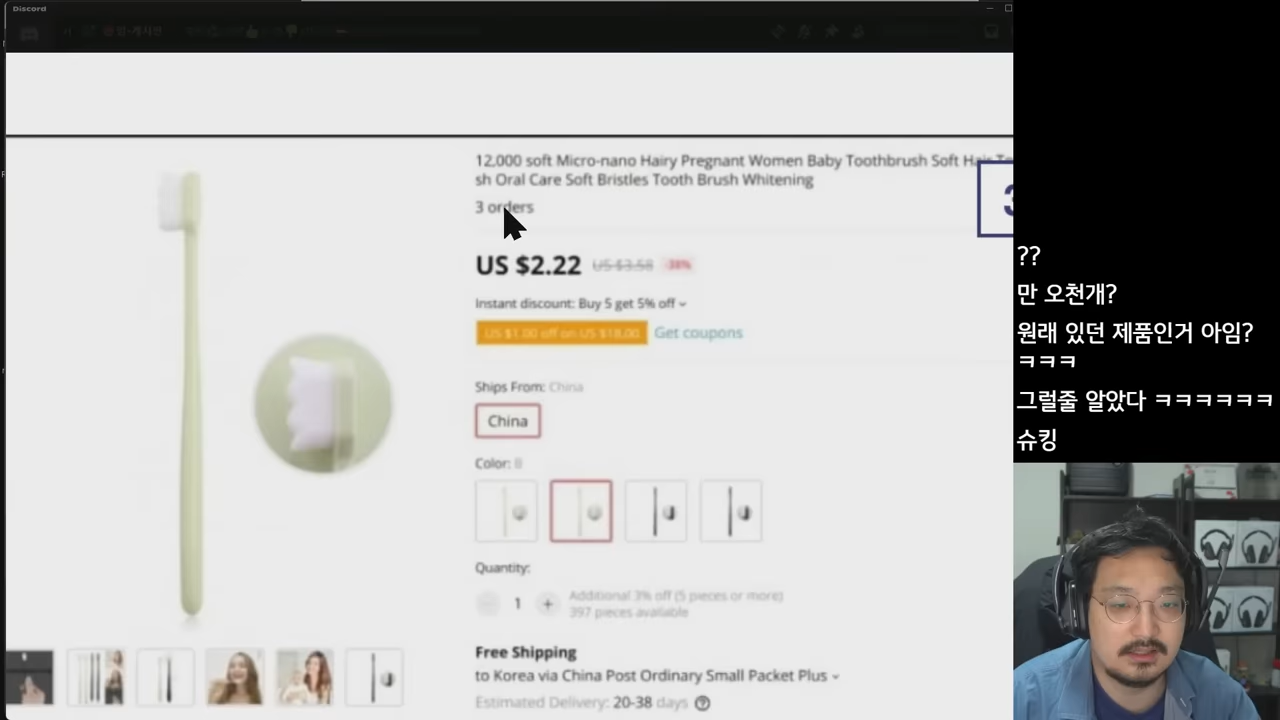 Discord
12,000 soft Micro-nano Hairy Pregnant Women Baby Toothbrush Soft Hair To
sh Oral Care Soft Bristles Tooth Brush Whitening
3 orders
3
US $2.22 US $3.58 -38%
Instant discount: Buy 5 get 5% off
US $1.00 off on US $18.00 Get coupons
Ships From: China
China
Color: B
Quantity:
1
Additional 3% off (5 pieces or more)
397 pieces available
Free Shipping
to Korea via China Post Ordinary Small Packet Plus
Estimated Delivery: 20-38 days
??
만 오천개?
원래 있던 제품인거 아임?
ㅋㅋㅋ
그럴줄 알았다 ㅋㅋㅋㅋㅋㅋ
슈킹